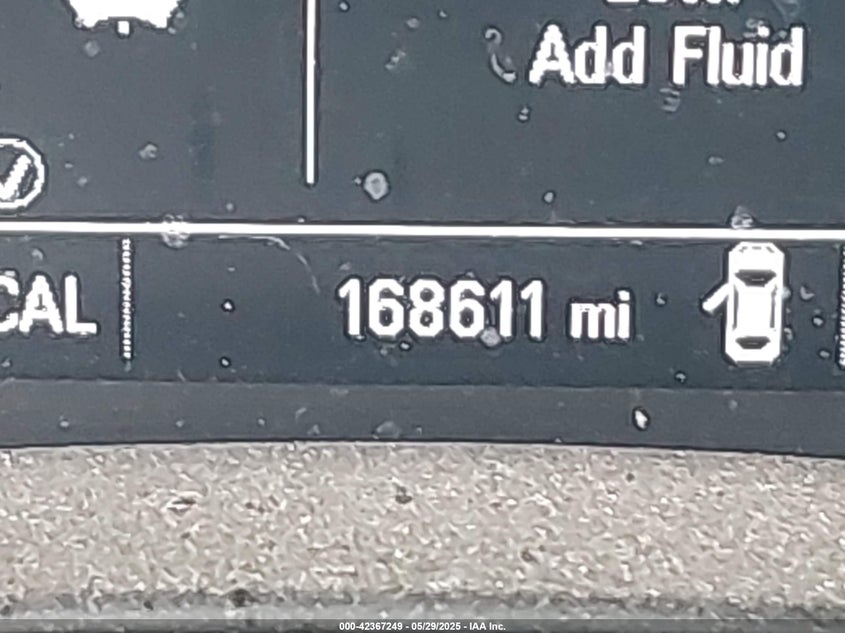 Add Fluid
CAL
168611 mi
000-42367249 - 05/29/2025 - IAA Inc.